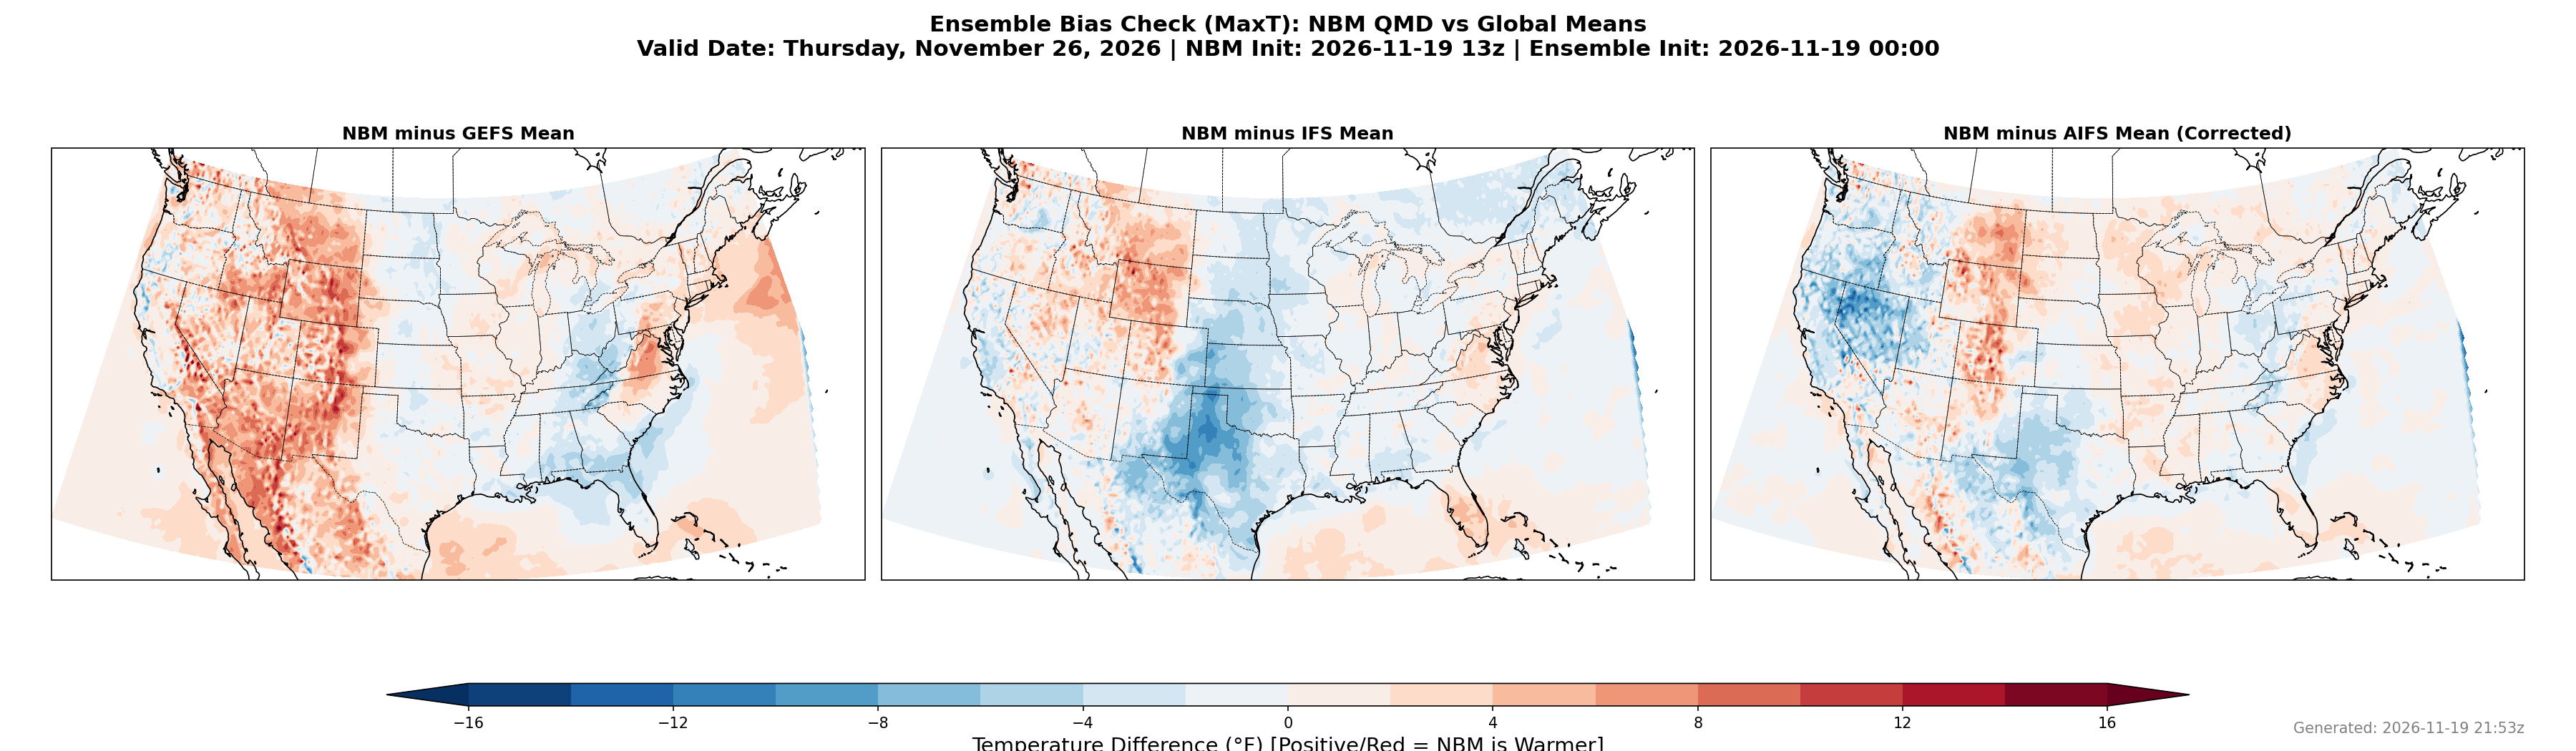 Ensemble Bias Check (MaxT): NBM QMD vs Global Means
Valid Date: Thursday, November 26, 2026 | NBM Init: 2026-11-19 13z | Ensemble Init: 2026-11-19 00:00
NBM minus GEFS Mean
NBM minus IFS Mean
NBM minus AIFS Mean (Corrected)
−16 −12 −8 −4 0 4 8 12 16
Temperature Difference (°F) [Positive/Red = NBM is Warmer]
Generated: 2026-11-19 21:53z